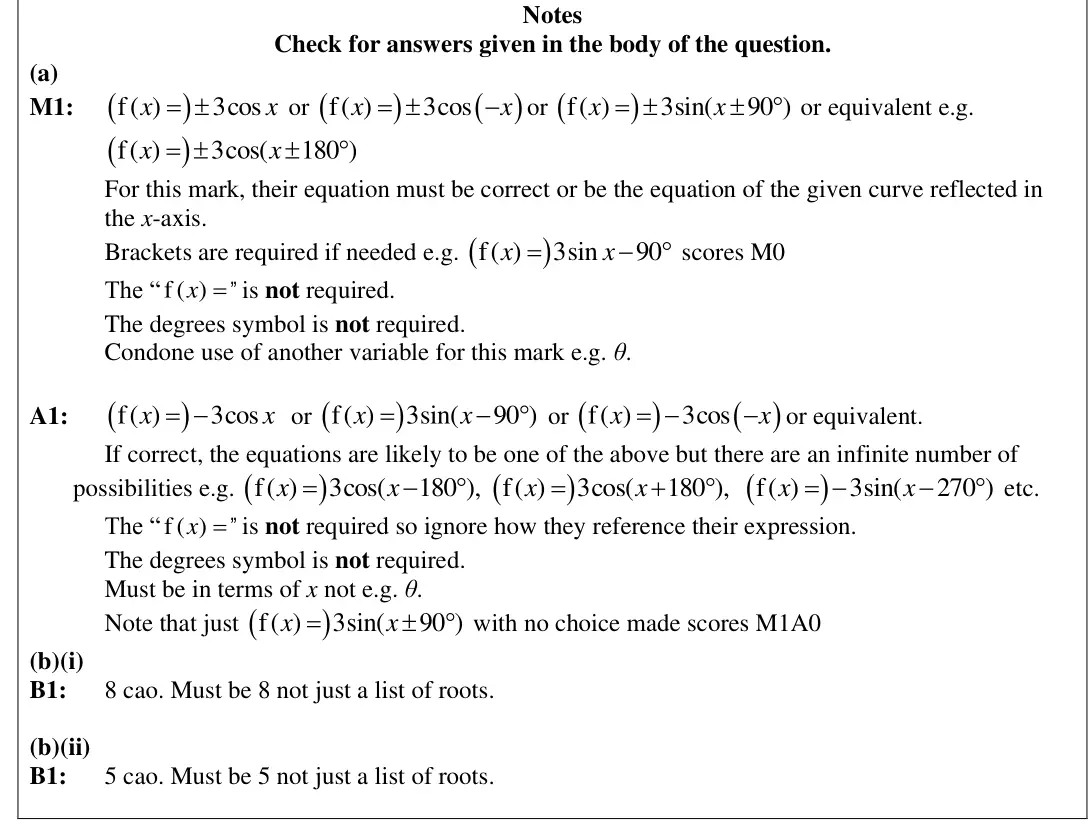 Notes
Check for answers given in the body of the question.
(a)
M1: (f(x)=)±3cos x or (f(x)=)±3cos(−x) or (f(x)=)±3sin(x±90°) or equivalent e.g.
(f(x)=)±3cos(x±180°)
For this mark, their equation must be correct or be the equation of the given curve reflected in
the x-axis.
Brackets are required if needed e.g. (f(x)=)3sin x−90° scores M0
The “f(x)=” is not required.
The degrees symbol is not required.
Condone use of another variable for this mark e.g. θ.
A1: (f(x)=)−3cos x or (f(x)=)3sin(x−90°) or (f(x)=)−3cos(−x) or equivalent.
If correct, the equations are likely to be one of the above but there are an infinite number of
possibilities e.g. (f(x)=)3cos(x−180°), (f(x)=)3cos(x+180°), (f(x)=)−3sin(x−270°) etc.
The “f(x)=” is not required so ignore how they reference their expression.
The degrees symbol is not required.
Must be in terms of x not e.g. θ.
Note that just (f(x)=)3sin(x±90°) with no choice made scores M1A0
(b)(i)
B1: 8 cao. Must be 8 not just a list of roots.
(b)(ii)
B1: 5 cao. Must be 5 not just a list of roots.